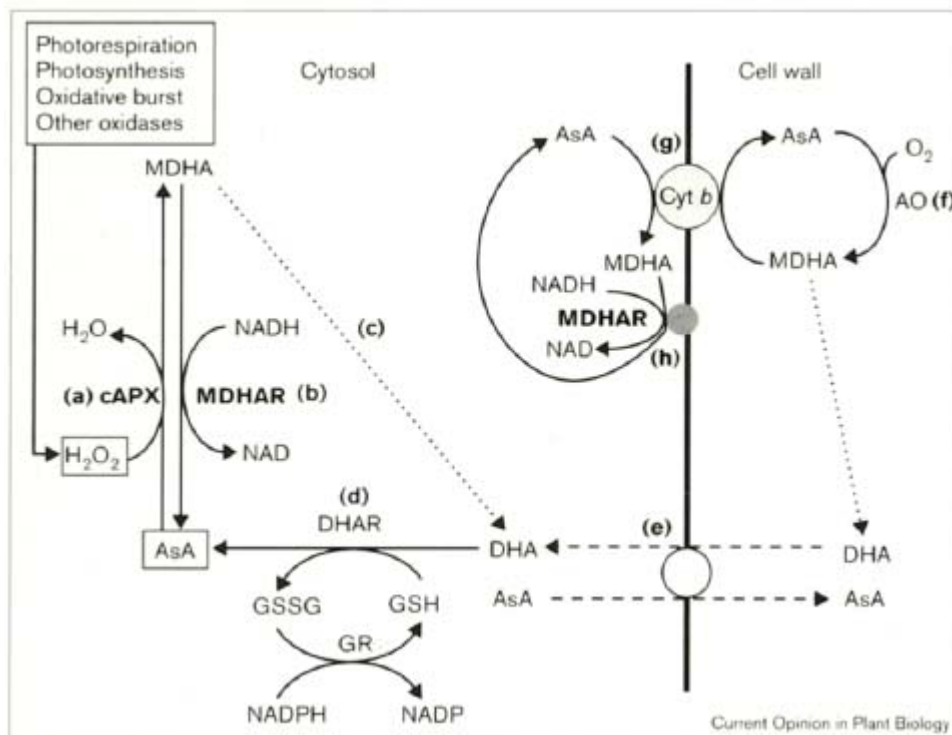 Photorespiration
Photosynthesis
Oxidative burst
Other oxidases
Cytosol
Cell wall
MDHA
AsA
(g)
AsA
O₂
Cyt b
AO (f)
MDHA
MDHA
NADH
MDHAR
NAD
(h)
H₂O
NADH
(c)
(a) cAPX
MDHAR (b)
H₂O₂
NAD
(d)
DHAR
(e)
AsA
DHA
DHA
GSSG
GSH
AsA
AsA
GR
NADPH
NADP
Current Opinion in Plant Biology